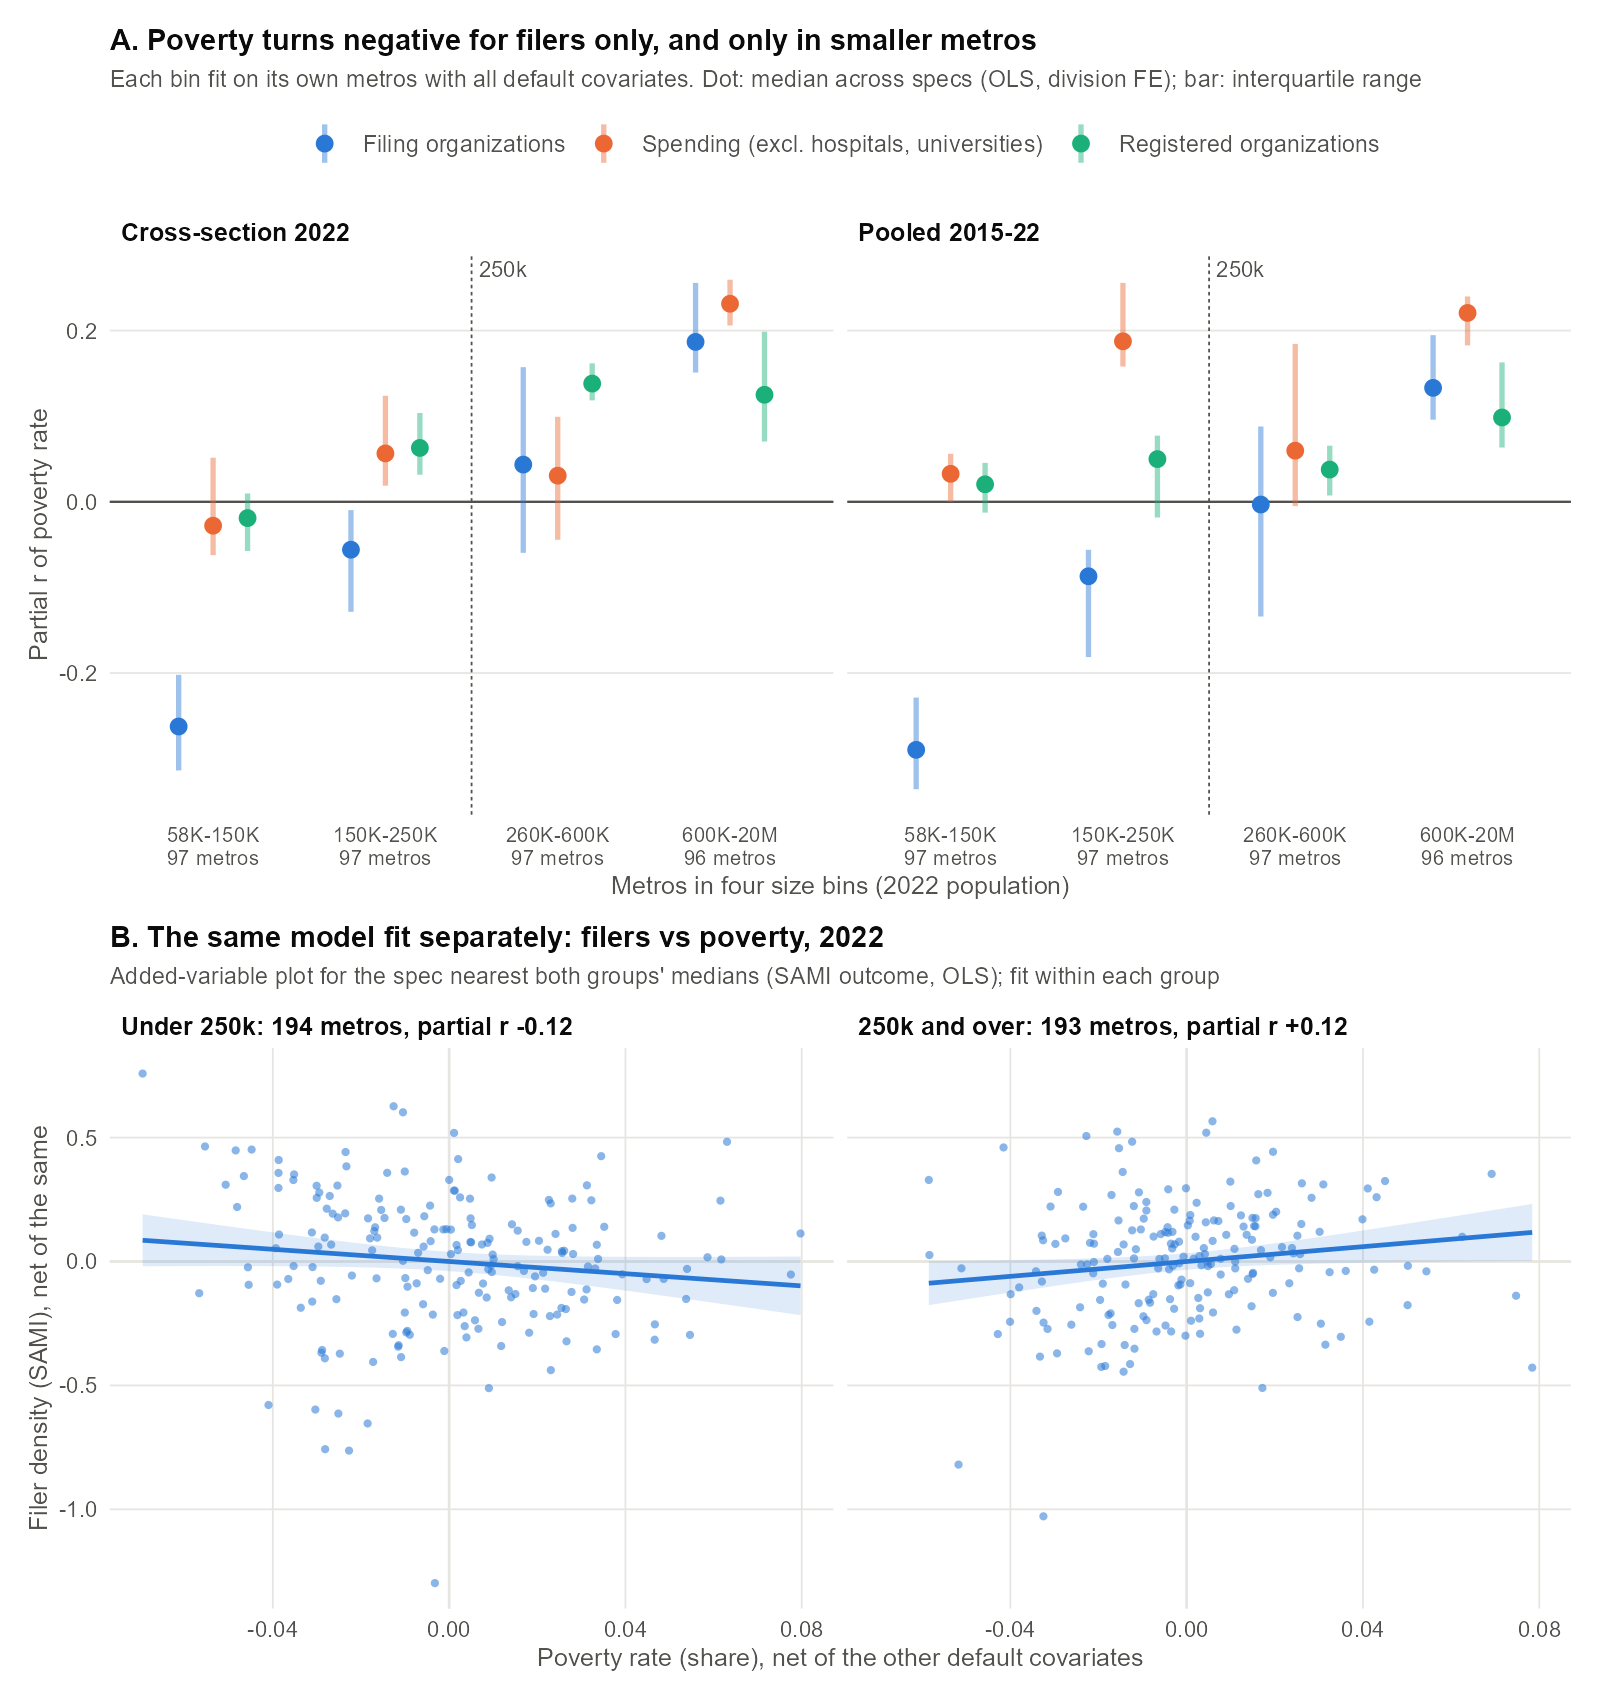 A. Poverty turns negative for filers only, and only in smaller metros
Each bin fit on its own metros with all default covariates. Dot: median across specs (OLS, division FE); bar: interquartile range
Filing organizations
Spending (excl. hospitals, universities)
Registered organizations
Cross-section 2022
Pooled 2015-22
250k
250k
0.2
0.0
-0.2
Partial r of poverty rate
58K-150K
97 metros
150K-250K
97 metros
260K-600K
97 metros
600K-20M
96 metros
58K-150K
97 metros
150K-250K
97 metros
260K-600K
97 metros
600K-20M
96 metros
Metros in four size bins (2022 population)
B. The same model fit separately: filers vs poverty, 2022
Added-variable plot for the spec nearest both groups' medians (SAMI outcome, OLS); fit within each group
Under 250k: 194 metros, partial r -0.12
250k and over: 193 metros, partial r +0.12
0.5
0.0
-0.5
-1.0
Filer density (SAMI), net of the same
-0.04
0.00
0.04
0.08
-0.04
0.00
0.04
0.08
Poverty rate (share), net of the other default covariates